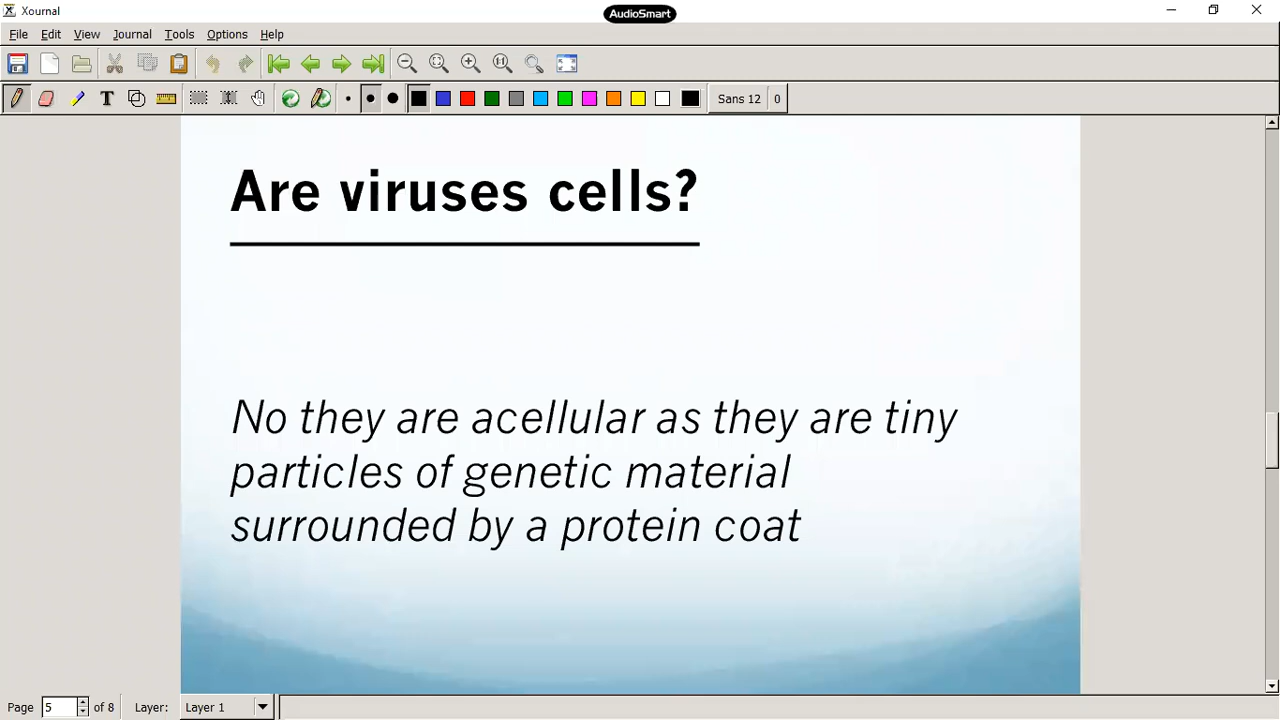 Xournal
AudioSmart
File Edit View Journal Tools Options Help
Sans 12 0
Are viruses cells?
No they are acellular as they are tiny
particles of genetic material
surrounded by a protein coat
Page 5 of 8 Layer: Layer 1